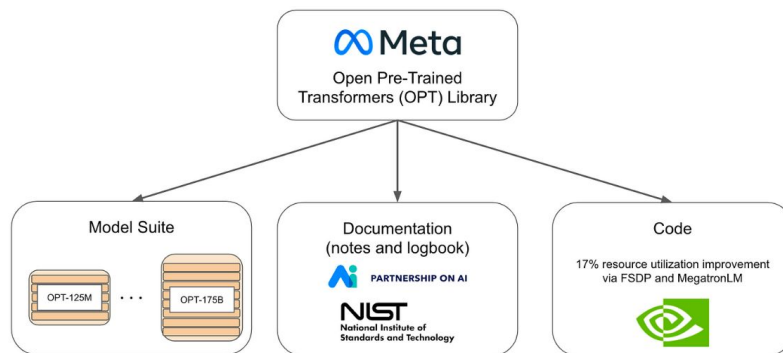 Meta
Open Pre-Trained
Transformers (OPT) Library
Model Suite
OPT-125M
...
OPT-175B
Documentation
(notes and logbook)
Ai PARTNERSHIP ON AI
NIST
National Institute of
Standards and Technology
Code
17% resource utilization improvement
via FSDP and MegatronLM